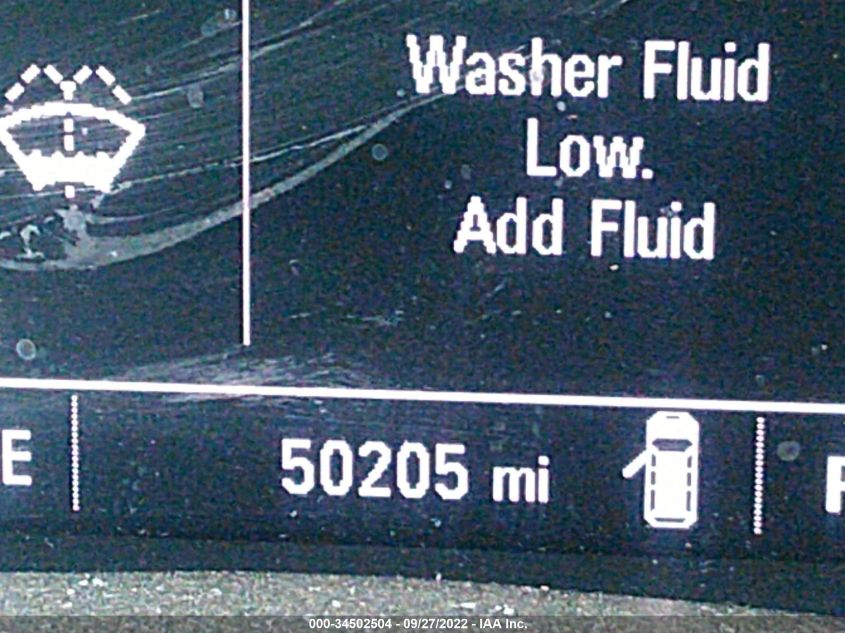 Washer Fluid
Low.
Add Fluid
E
50205 mi
000-34502504 - 09/27/2022 - IAA Inc.